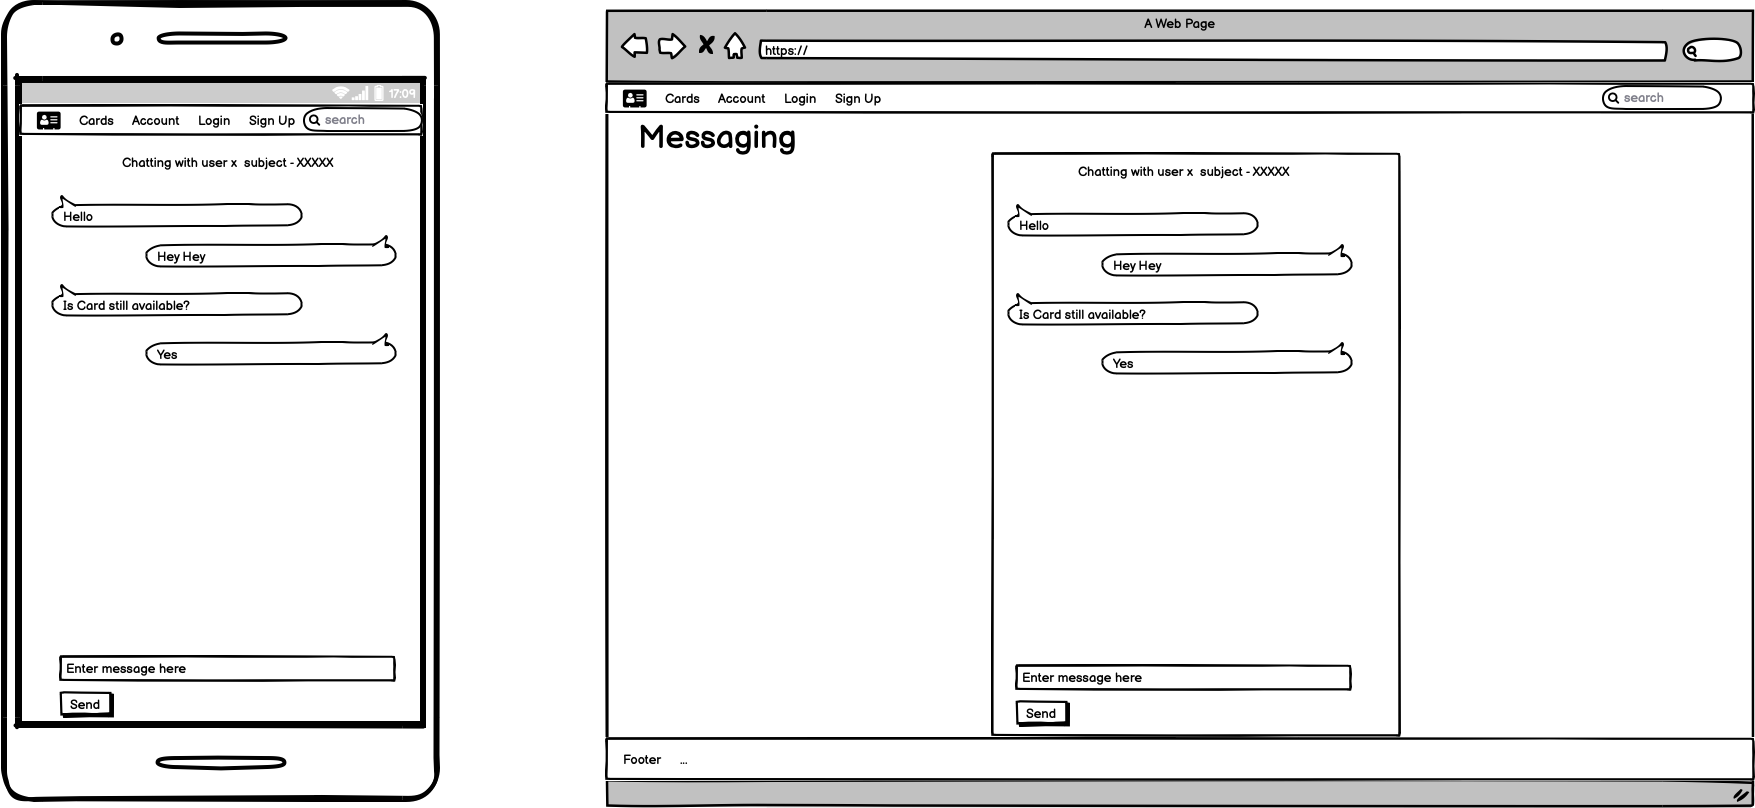 17:09
Cards Account Login Sign Up search
Chatting with user x subject - XXXXX
Hello
Hey Hey
Is Card still available?
Yes
Enter message here
Send
A Web Page
https://
Cards Account Login Sign Up search
Messaging
Chatting with user x subject - XXXXX
Hello
Hey Hey
Is Card still available?
Yes
Enter message here
Send
Footer ...